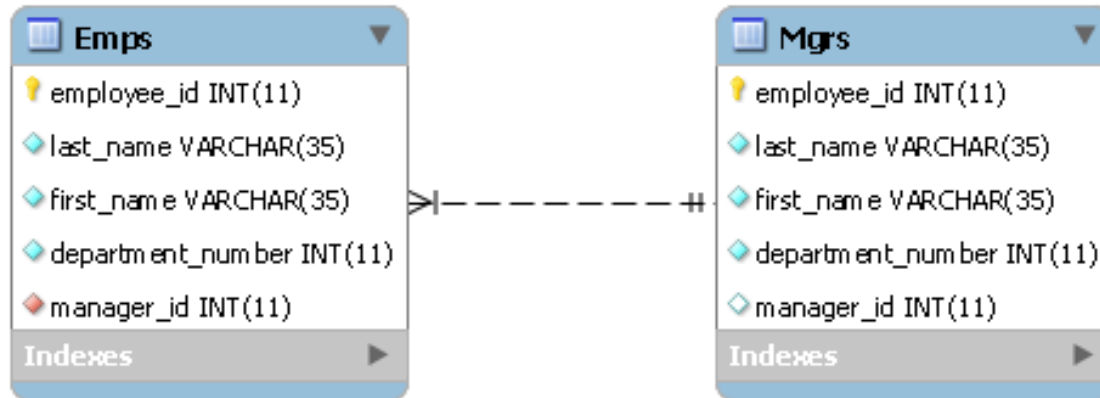 Emps
employee_id INT(11)
last_name VARCHAR(35)
first_name VARCHAR(35)
department_number INT(11)
manager_id INT(11)
Indexes
Mgrs
employee_id INT(11)
last_name VARCHAR(35)
first_name VARCHAR(35)
department_number INT(11)
manager_id INT(11)
Indexes